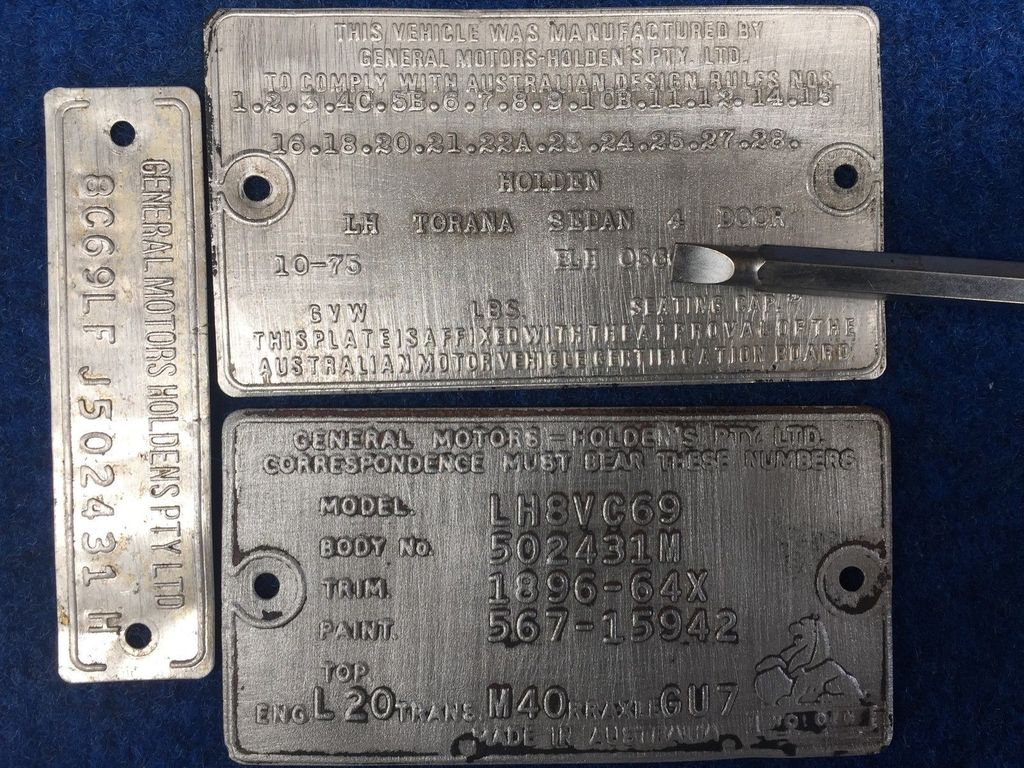 GENERAL MOTORS HOLDENS PTY LTD
8C69LF J502431 H
THIS VEHICLE WAS MANUFACTURED BY
GENERAL MOTORS-HOLDEN'S PTY. LTD.
TO COMPLY WITH AUSTRALIAN DESIGN RULES NOS.
1.2.3.4C.5B.6.7.8.9.10B.11.12.14.15
16.18.20.21.22A.23.24.25.27.28.
HOLDEN
LH TORANA SEDAN 4 DOOR
10-75
GVW LBS. SEATING CAP.
THIS PLATE IS AFFIXED WITH THE APPROVAL OF THE
AUSTRALIAN MOTOR VEHICLE CERTIFICATION BOARD
GENERAL MOTORS - HOLDEN'S PTY. LTD.
CORRESPONDENCE MUST BEAR THESE NUMBERS
MODEL. LH8VC69
BODY No. 502431M
TRIM. 1896-64X
PAINT. 567-15942
TOP
ENG L20 TRANS. M40 RR AXLE GU7
MADE IN AUSTRALIA